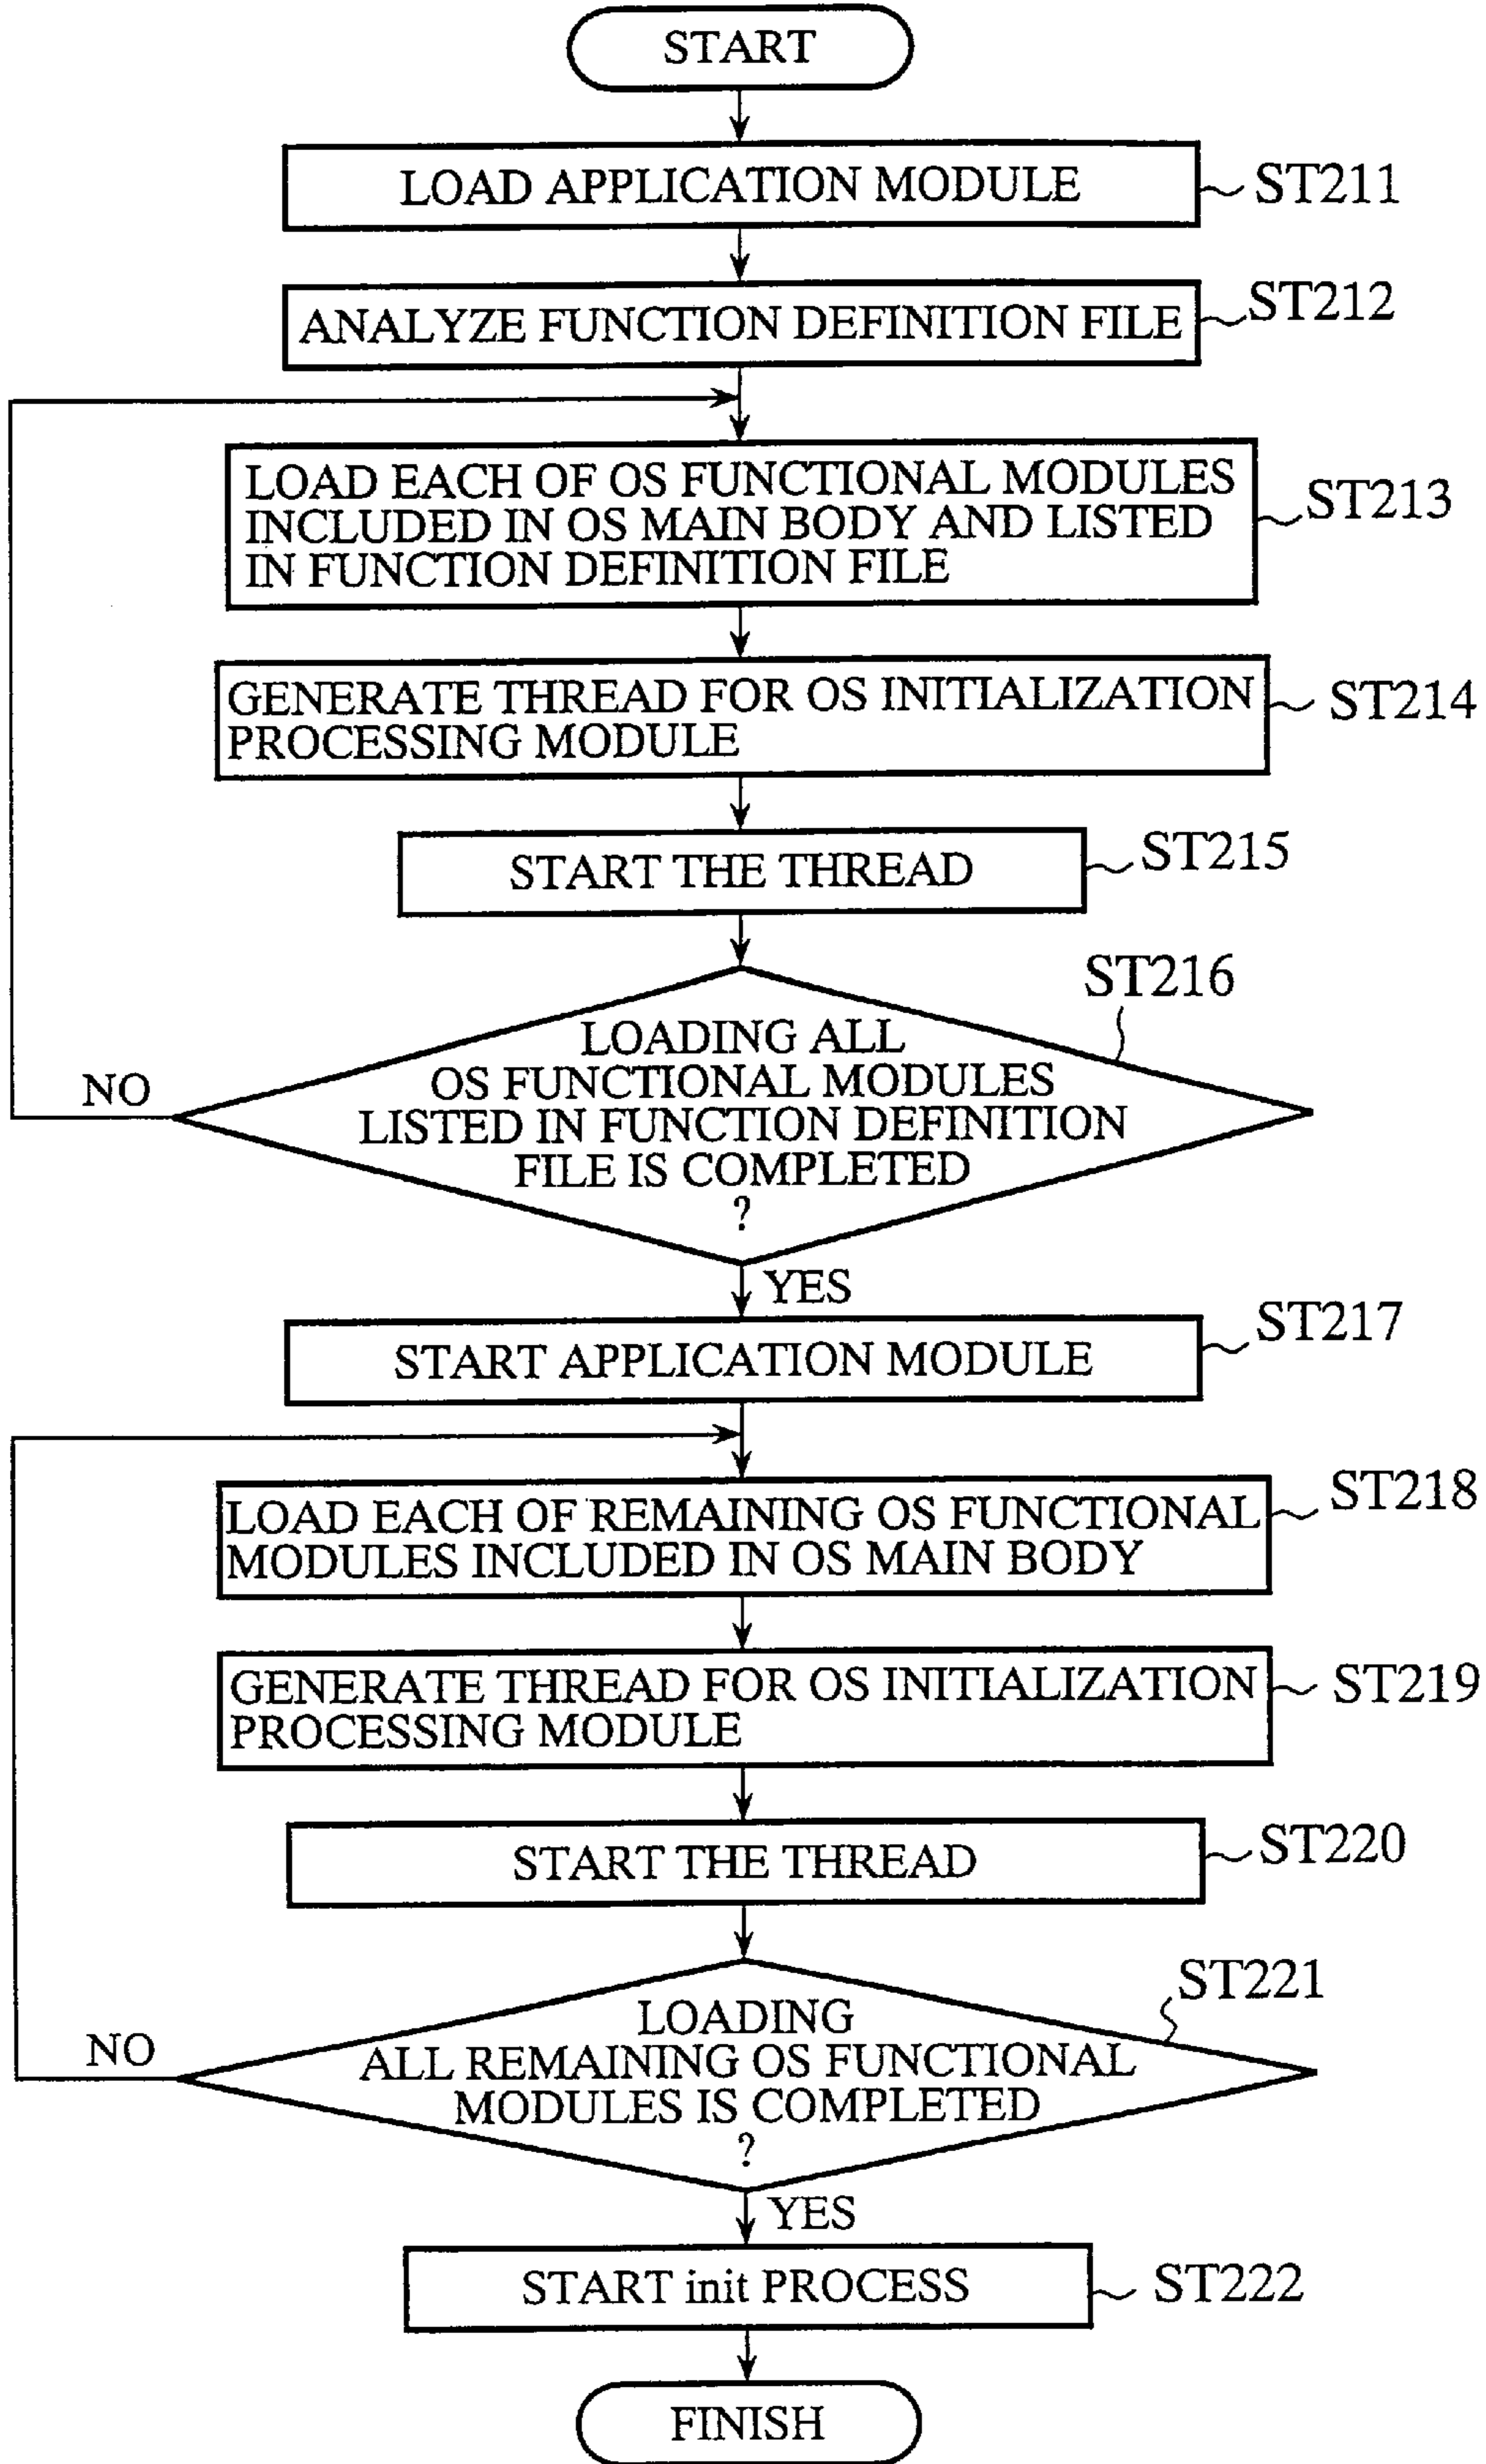 START
LOAD APPLICATION MODULE
ST211
ANALYZE FUNCTION DEFINITION FILE
ST212
LOAD EACH OF OS FUNCTIONAL MODULES
INCLUDED IN OS MAIN BODY AND LISTED
IN FUNCTION DEFINITION FILE
ST213
GENERATE THREAD FOR OS INITIALIZATION
PROCESSING MODULE
ST214
START THE THREAD
ST215
ST216
LOADING ALL
OS FUNCTIONAL MODULES
LISTED IN FUNCTION DEFINITION
FILE IS COMPLETED
?
NO
YES
START APPLICATION MODULE
ST217
LOAD EACH OF REMAINING OS FUNCTIONAL
MODULES INCLUDED IN OS MAIN BODY
ST218
GENERATE THREAD FOR OS INITIALIZATION
PROCESSING MODULE
ST219
START THE THREAD
ST220
ST221
LOADING
ALL REMAINING OS FUNCTIONAL
MODULES IS COMPLETED
?
NO
YES
START init PROCESS
ST222
FINISH